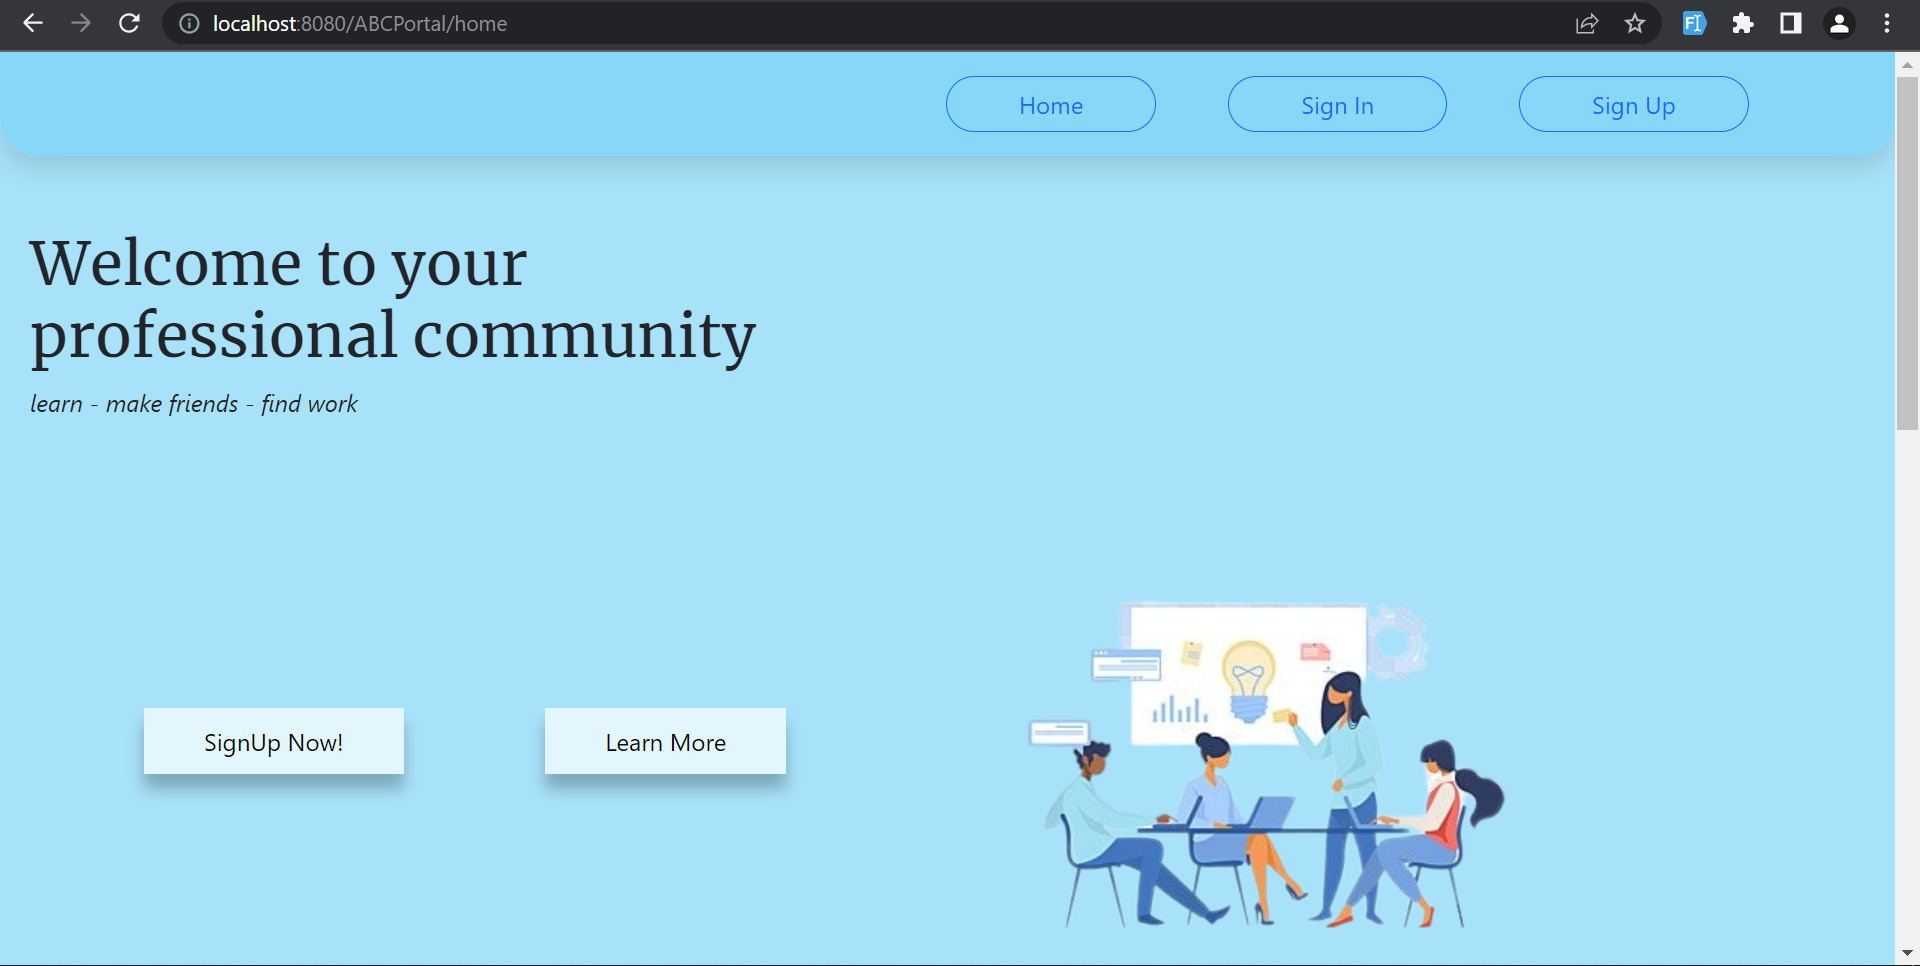 localhost:8080/ABCPortal/home
Home
Sign In
Sign Up
Welcome to your
professional community
learn - make friends - find work
SignUp Now!
Learn More